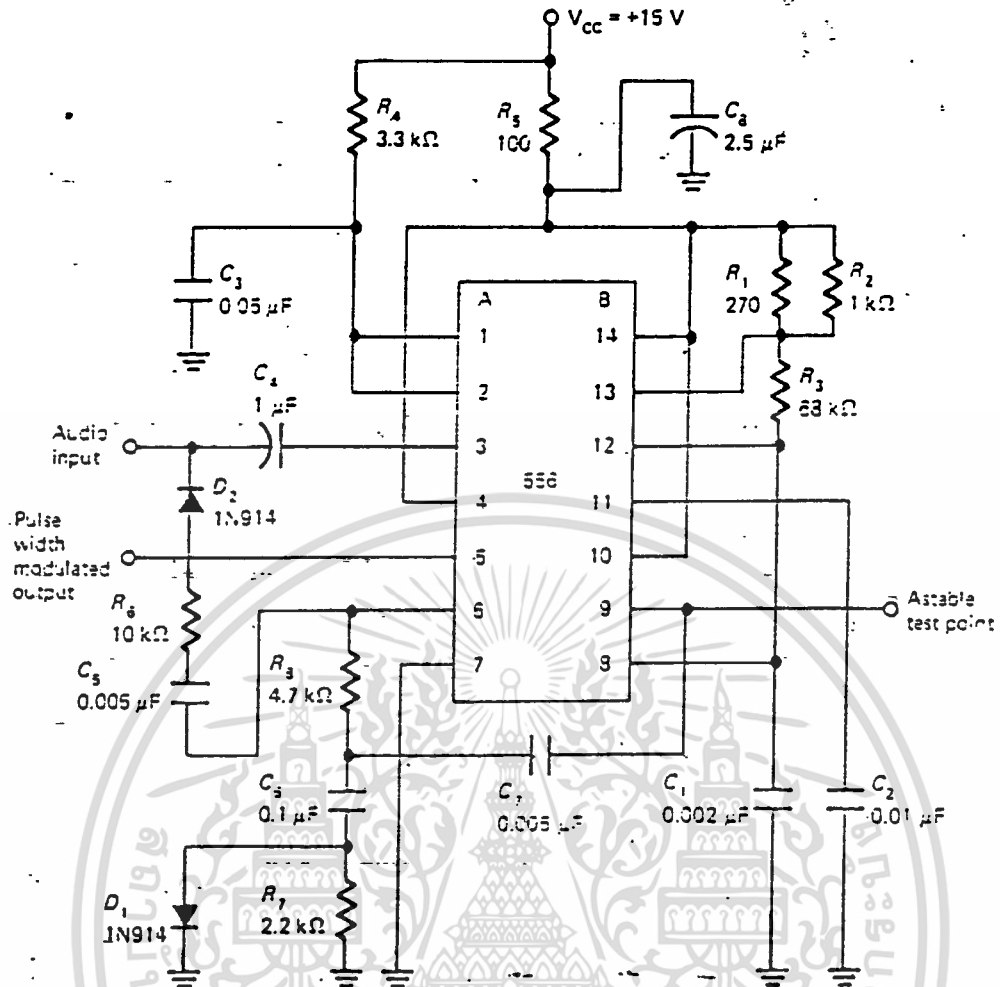 V_CC = +15 V
R_4
3.3 kΩ
R_5
100
C_8
2.5 µF
C_3
0.05 µF
R_1
270
R_2
1 kΩ
A
B
1
14
2
13
R_3
68 kΩ
C_4
1 µF
3
12
Audio
input
556
D_2
1N914
4
11
Pulse
width
modulated
output
5
10
R_6
10 kΩ
6
9
Astable
test point
C_5
0.005 µF
R_8
4.7 kΩ
7
8
C_6
0.1 µF
C_7
0.005 µF
C_1
0.002 µF
C_2
0.01 µF
D_1
1N914
R_7
2.2 kΩ